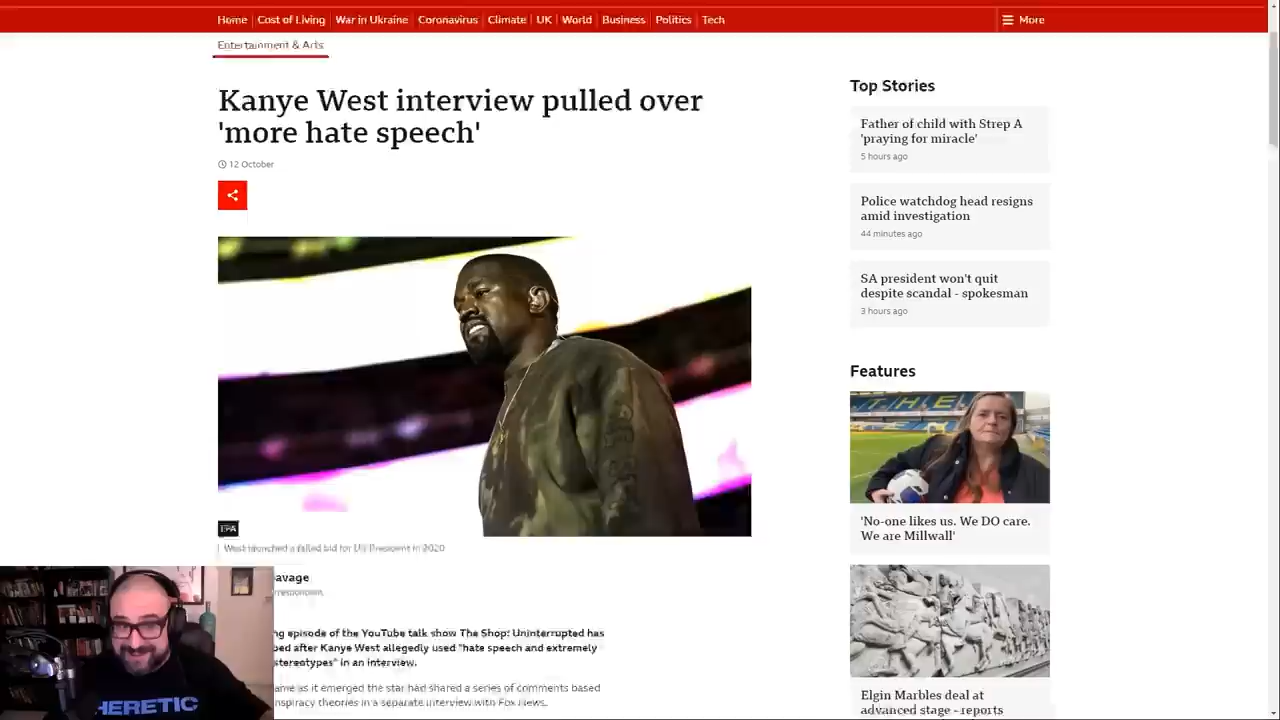 Home Cost of Living War in Ukraine Coronavirus Climate UK World Business Politics Tech More
Entertainment & Arts
Kanye West interview pulled over
'more hate speech'
12 October
EPA
West launched a failed bid for US President in 2020
avage
rrespondent
ng episode of the YouTube talk show The Shop: Uninterrupted has
ped after Kanye West allegedly used "hate speech and extremely
stereotypes" in an interview.
ame as it emerged the star had shared a series of comments based
nspiracy theories in a separate interview with Fox News.
HERETIC
Top Stories
Father of child with Strep A
'praying for miracle'
5 hours ago
Police watchdog head resigns
amid investigation
44 minutes ago
SA president won't quit
despite scandal - spokesman
3 hours ago
Features
THE
'No-one likes us. We DO care.
We are Millwall'
Elgin Marbles deal at
advanced stage - reports